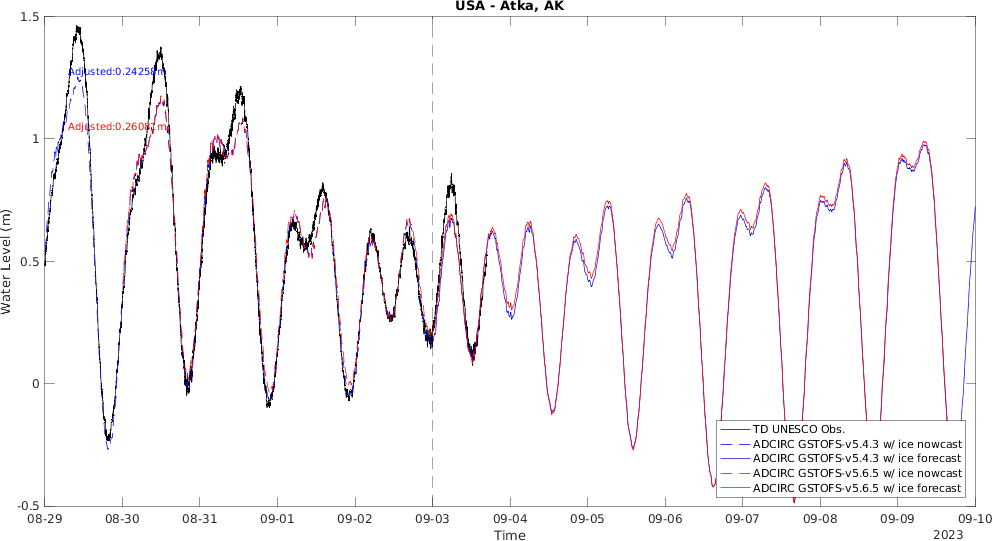 USA - Atka, AK
1.5
1
0.5
0
-0.5
Water Level (m)
Adjusted:0.24258m
Adjusted:0.26082m
TD UNESCO Obs.
ADCIRC GSTOFS-v5.4.3 w/ ice nowcast
ADCIRC GSTOFS-v5.4.3 w/ ice forecast
ADCIRC GSTOFS-v5.6.5 w/ ice nowcast
ADCIRC GSTOFS-v5.6.5 w/ ice forecast
08-29 08-30 08-31 09-01 09-02 09-03 09-04 09-05 09-06 09-07 09-08 09-09 09-10
Time
2023